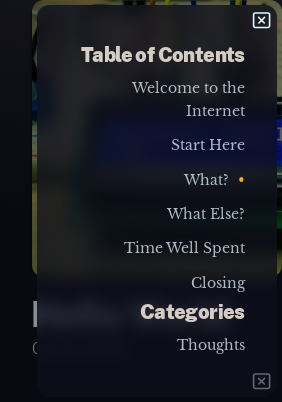 Table of Contents
Welcome to the
Internet
Start Here
What? •
What Else?
Time Well Spent
Closing
Categories
Thoughts